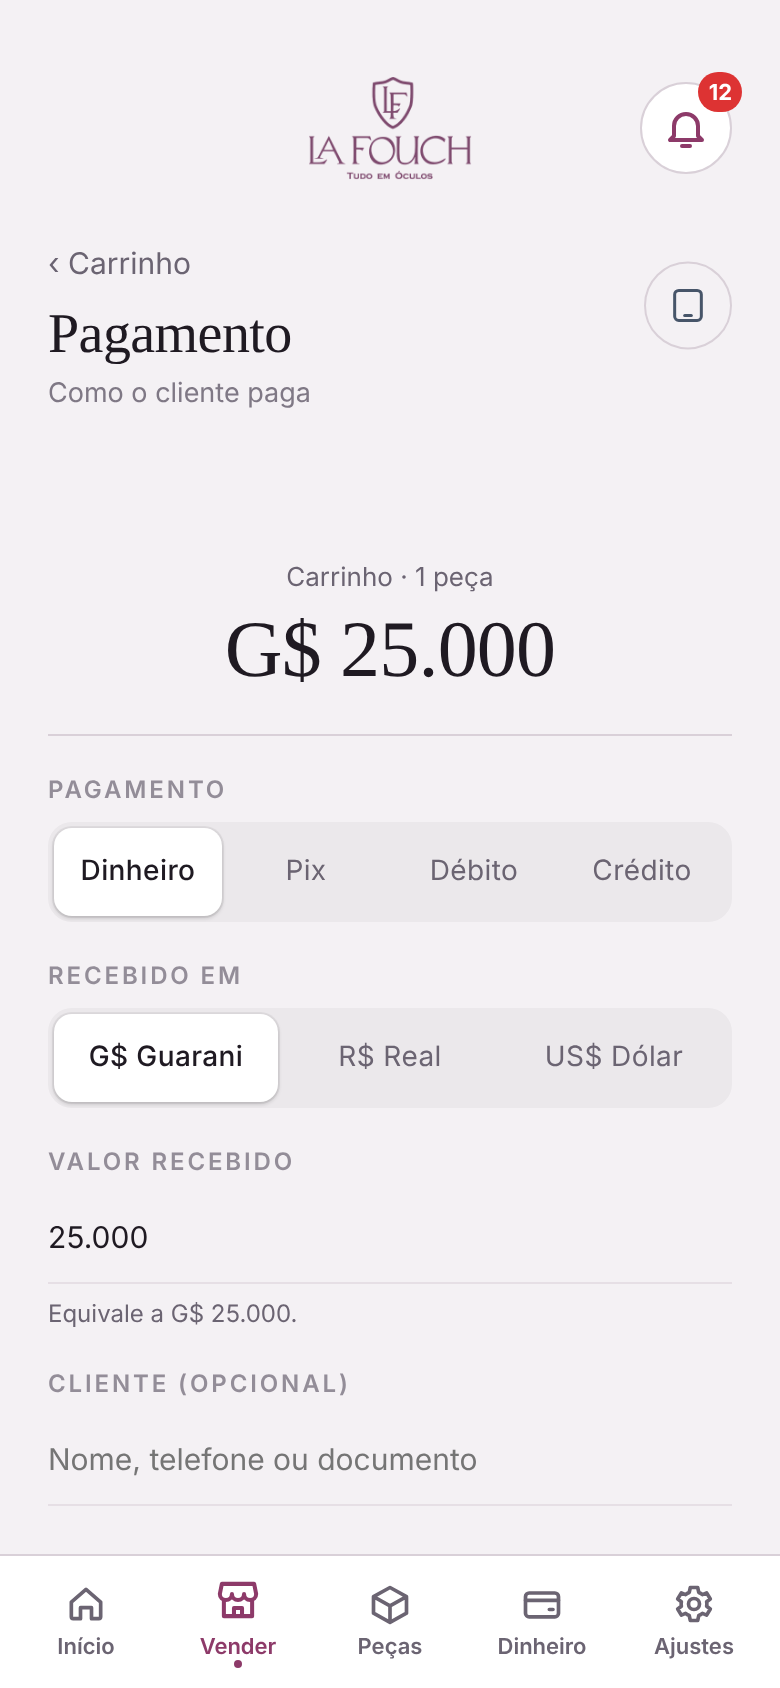 LF
LA FOUCH
TUDO EM ÓCULOS
12
‹ Carrinho
Pagamento
Como o cliente paga
Carrinho · 1 peça
G$ 25.000
PAGAMENTO
Dinheiro Pix Débito Crédito
RECEBIDO EM
G$ Guarani R$ Real US$ Dólar
VALOR RECEBIDO
25.000
Equivale a G$ 25.000.
CLIENTE (OPCIONAL)
Nome, telefone ou documento
Início Vender Peças Dinheiro Ajustes